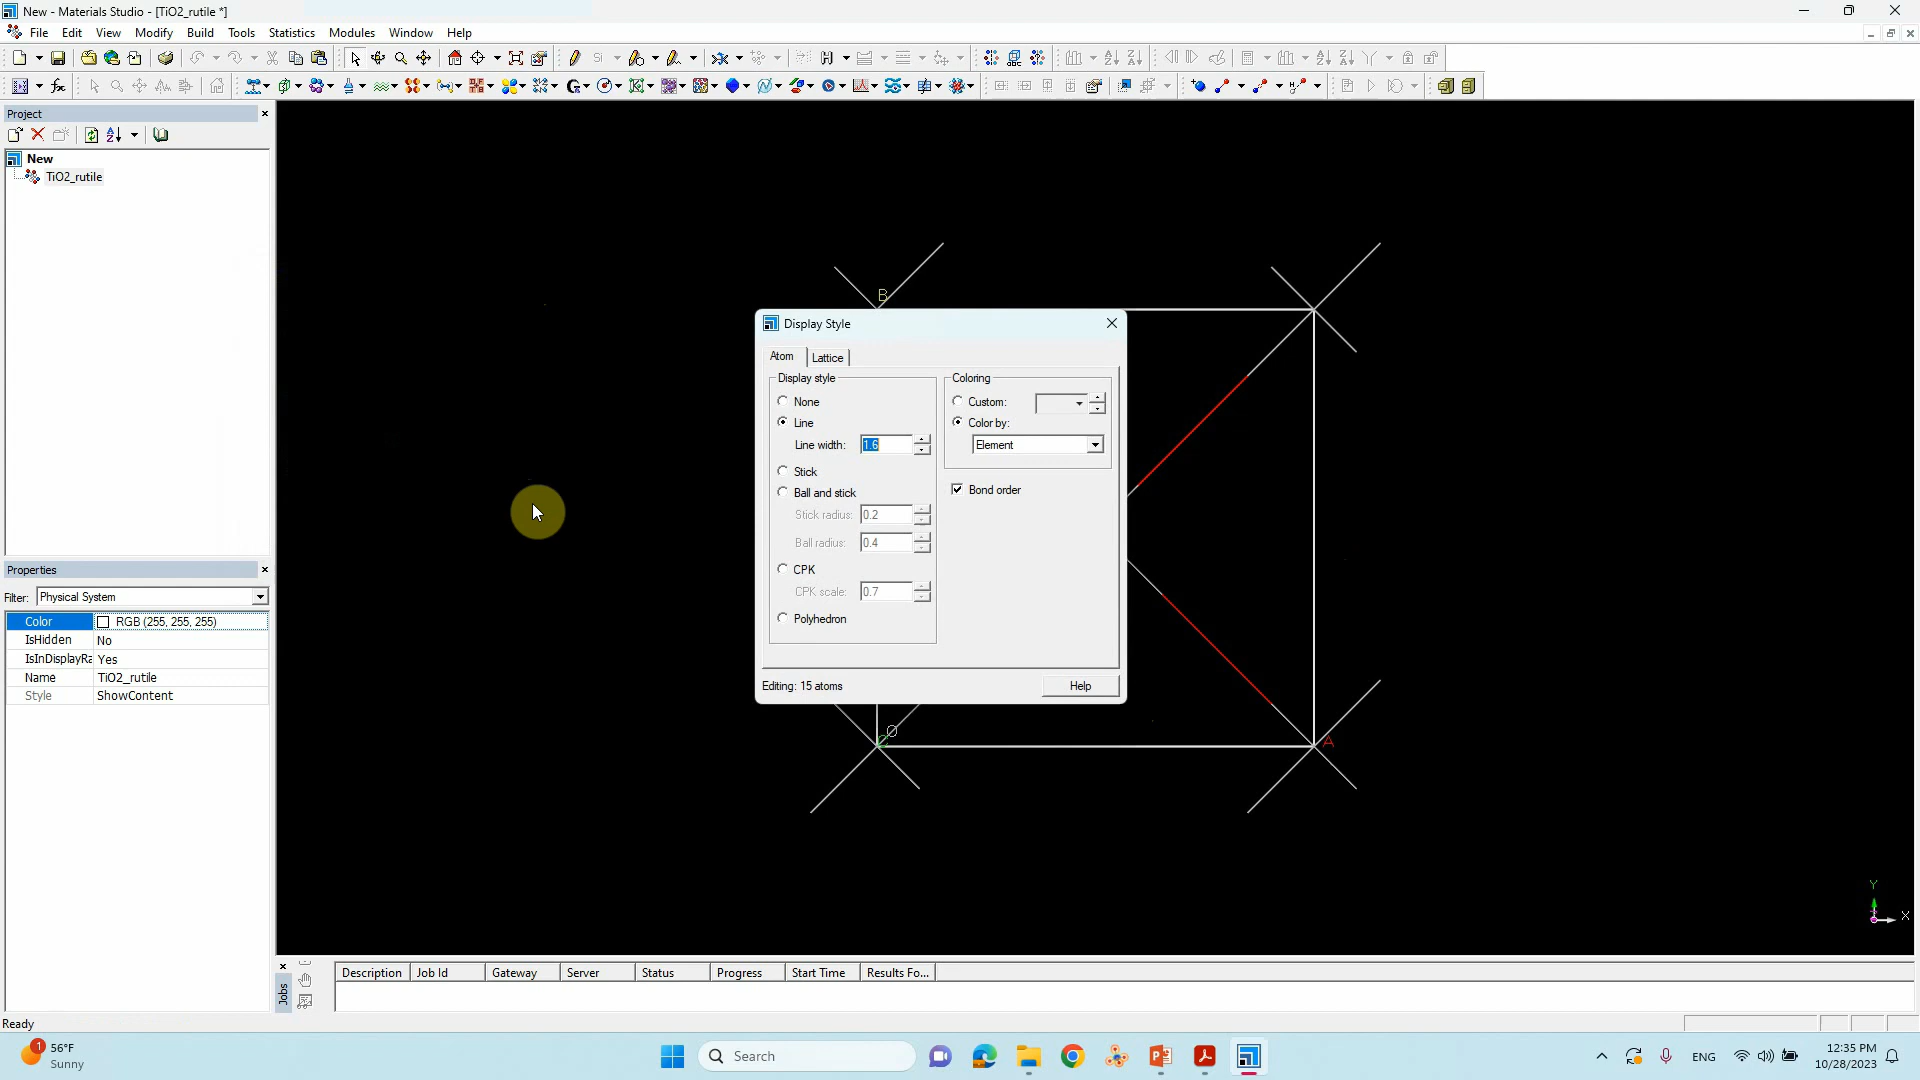 New - Materials Studio - [TiO2_rutile *]
File Edit View Modify Build Tools Statistics Modules Window Help
Project
New
TiO2_rutile
Properties
Filter: Physical System
Color RGB (255, 255, 255)
IsHidden No
IsInDisplayRa Yes
Name TiO2_rutile
Style ShowContent
B
Display Style
Atom Lattice
Display style
None
Line
Line width: 1.6
Stick
Ball and stick
Stick radius: 0.2
Ball radius: 0.4
CPK
CPK scale: 0.7
Polyhedron
Coloring
Custom:
Color by:
Element
Bond order
Editing: 15 atoms
Help
O
C
A
Y
X
Jobs
Description Job Id Gateway Server Status Progress Start Time Results Fo...
Ready
1
56°F
Sunny
Search
ENG
12:35 PM
10/28/2023